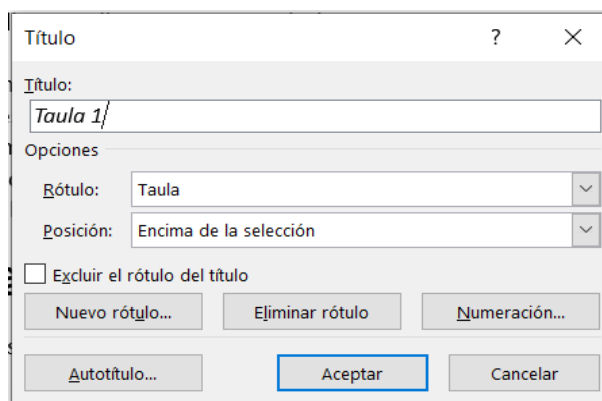 Título
?
Título:
Taula 1
Opciones
Rótulo: Taula
Posición: Encima de la selección
Excluir el rótulo del título
Nuevo rótulo... Eliminar rótulo Numeración...
Autotítulo... Aceptar Cancelar